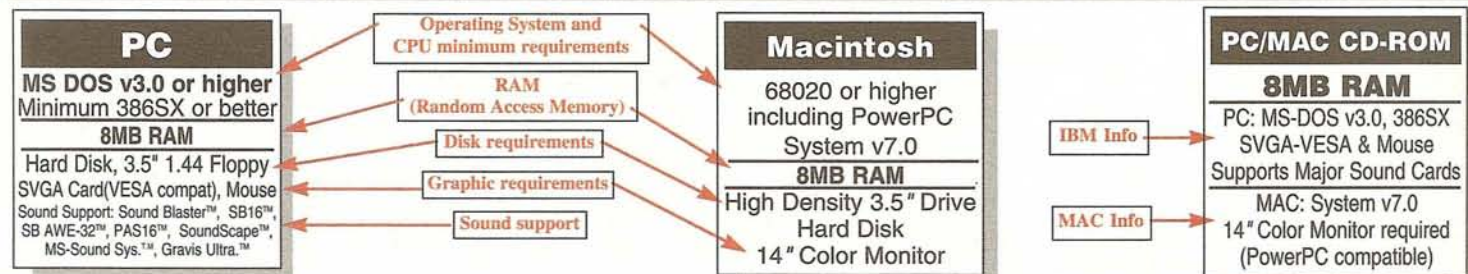 PC
MS DOS v3.0 or higher
Minimum 386SX or better
8MB RAM
Hard Disk, 3.5" 1.44 Floppy
SVGA Card(VESA compat), Mouse
Sound Support: Sound Blaster™, SB16™,
SB AWE-32™, PAS16™, SoundScape™,
MS-Sound Sys.™, Gravis Ultra.™
Operating System and
CPU minimum requirements
RAM
(Random Access Memory)
Disk requirements
Graphic requirements
Sound support
Macintosh
68020 or higher
including PowerPC
System v7.0
8MB RAM
High Density 3.5" Drive
Hard Disk
14" Color Monitor
IBM Info
MAC Info
PC/MAC CD-ROM
8MB RAM
PC: MS-DOS v3.0, 386SX
SVGA-VESA & Mouse
Supports Major Sound Cards
MAC: System v7.0
14" Color Monitor required
(PowerPC compatible)